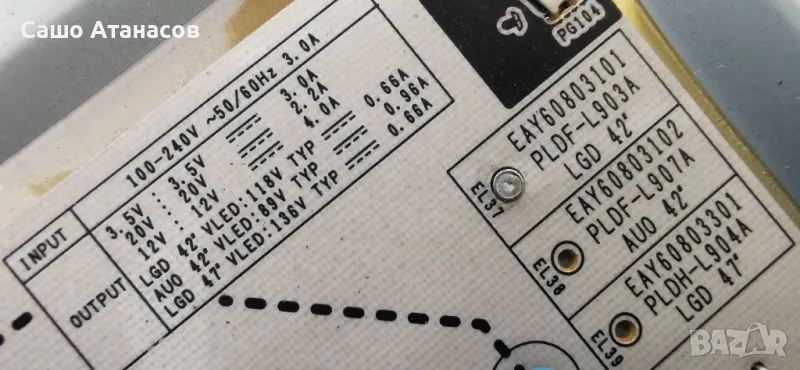 Сашо Атанасов
PG104
INPUT 100-240V ~50/60Hz 3.0A
OUTPUT
3.5V : 3.5V 3.0A
20V : 20V 2.2A
12V : 12V 4.0A
LGD 42" VLED:118V TYP 0.66A
AUO 42" VLED:89V TYP 0.96A
LGD 47" VLED:136V TYP 0.66A
EL37
EAY60803101
PLDF-L903A
LGD 42"
EL38
EAY60803102
PLDF-L907A
AUO 42"
EL39
EAY60803301
PLDH-L904A
LGD 47"
BAZAR